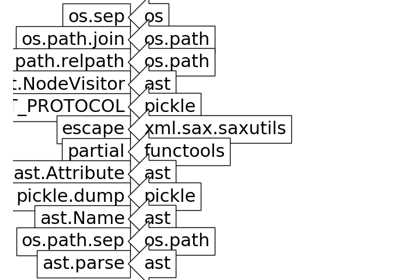 os.sep os
os.path.join os.path
path.relpath os.path
.NodeVisitor ast
_PROTOCOL pickle
escape xml.sax.saxutils
partial functools
ast.Attribute ast
pickle.dump pickle
ast.Name ast
os.path.sep os.path
ast.parse ast